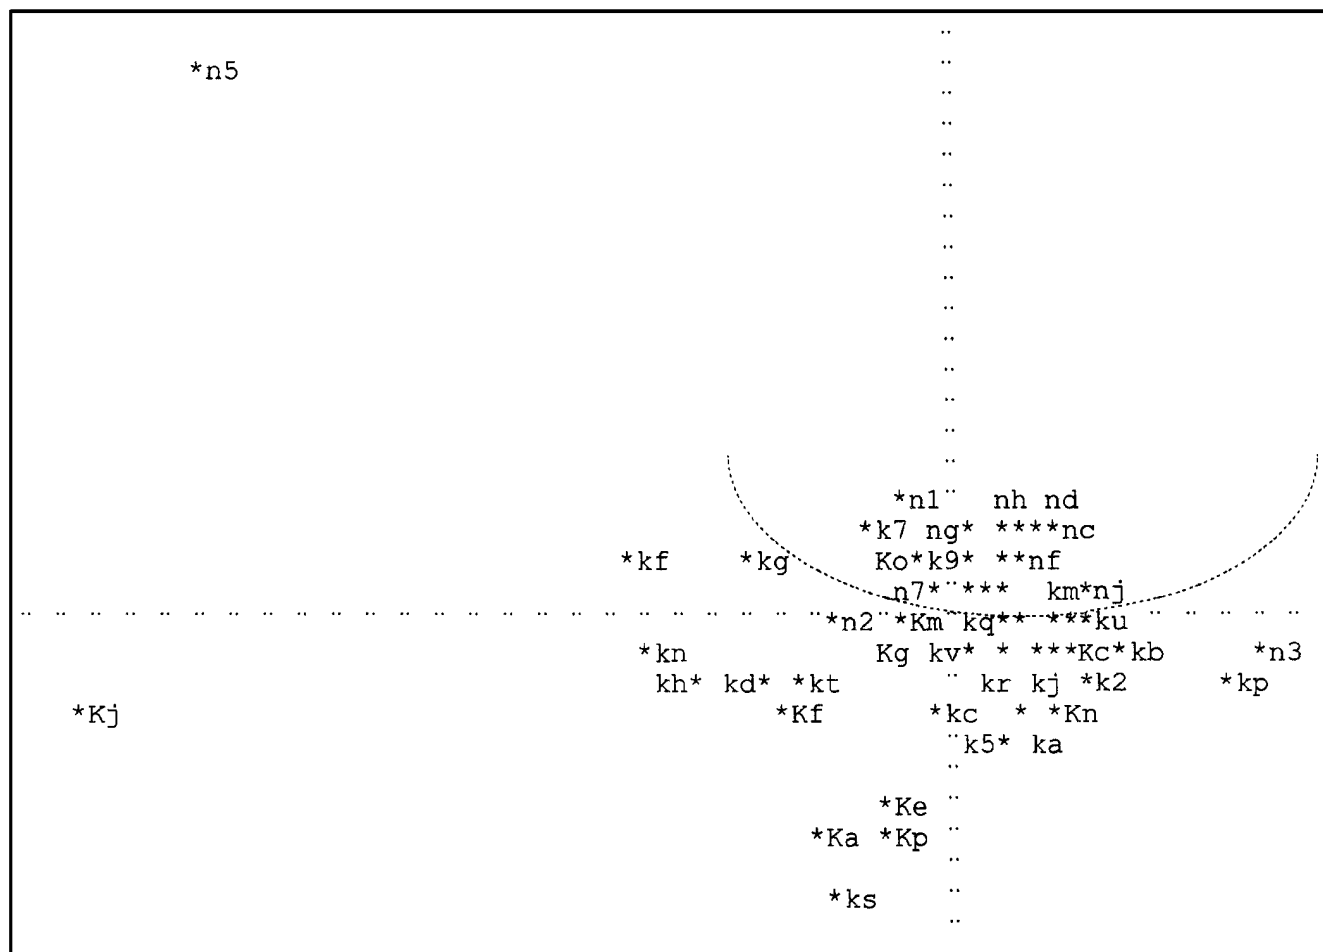 *n5
*n1 nh nd
*k7 ng* ****nc
*kf *kg Ko*k9* **nf
n7* *** km*nj
*n2 *Km kq** ***ku
*kn Kg kv* * ***Kc*kb *n3
kh* kd* *kt kr kj *k2 *kp
*Kj *Kf *kc * *Kn
k5* ka
*Ke
*Ka *Kp
*ks